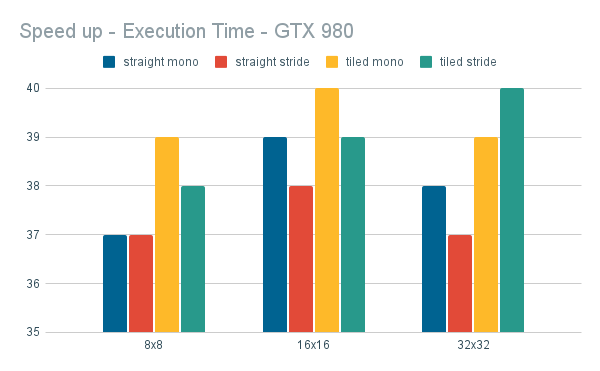 Speed up - Execution Time - GTX 980
straight mono straight stride tiled mono tiled stride
40
39
38
37
36
35
8x8 16x16 32x32